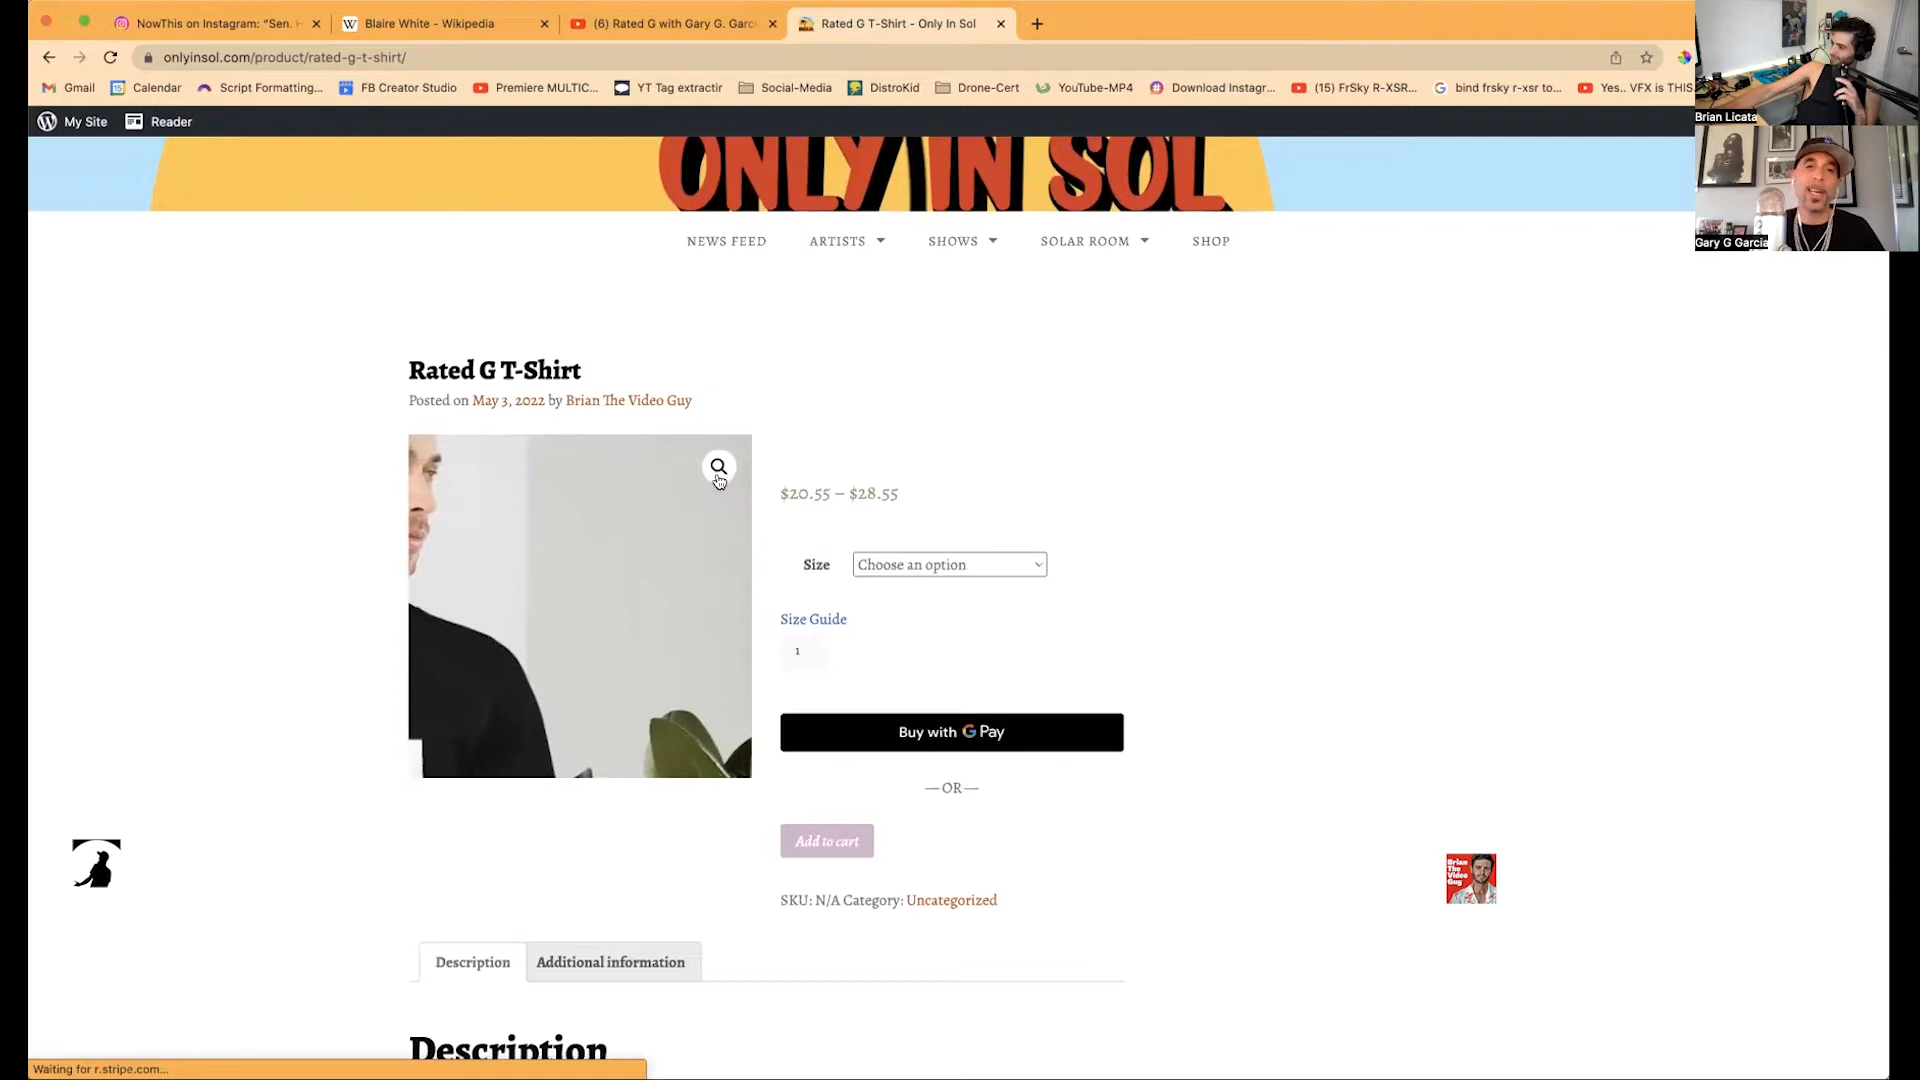 NowThis on Instagram: “Sen. H
Blaire White - Wikipedia
(6) Rated G with Gary G. Garci
Rated G T-Shirt - Only In Sol
onlyinsol.com/product/rated-g-t-shirt/
Gmail
Calendar
Script Formatting...
FB Creator Studio
Premiere MULTIC...
YT Tag extractir
Social-Media
DistroKid
Drone-Cert
YouTube-MP4
Download Instagr...
(15) FrSky R-XSR...
bind frsky r-xsr to...
Yes.. VFX is THIS
Brian Licata
My Site
Reader
ONLY IN SOL
Gary G Garcia
NEWS FEED
ARTISTS
SHOWS
SOLAR ROOM
SHOP
Rated G T-Shirt
Posted on May 3, 2022 by Brian The Video Guy
$20.55 – $28.55
Size
Choose an option
Size Guide
1
Buy with G Pay
— OR —
Add to cart
Brian
The
Video
Guy
SKU: N/A Category: Uncategorized
Description
Additional information
Description
Waiting for r.stripe.com...